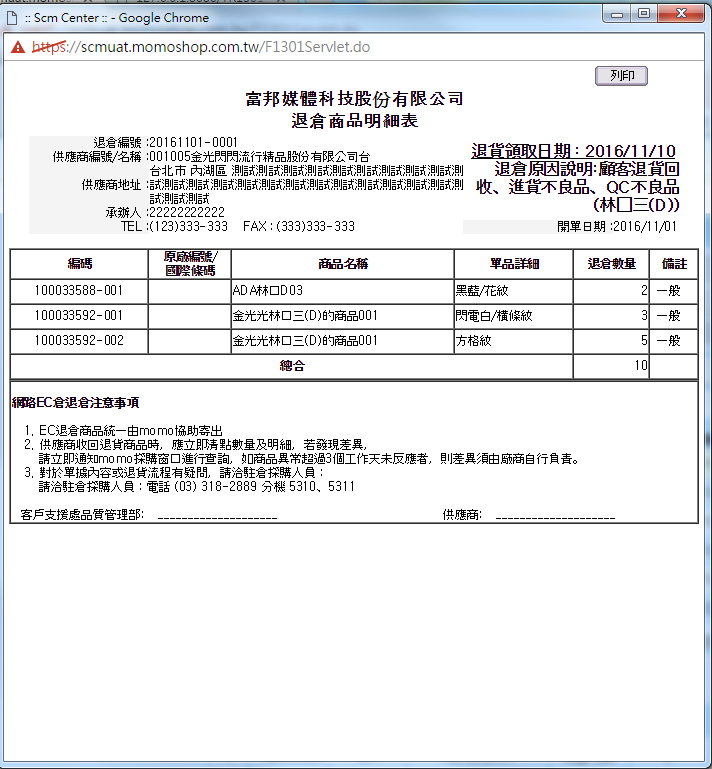 :: Scm Center :: - Google Chrome
https://scmuat.momoshop.com.tw/F1301Servlet.do
列印
富邦媒體科技股份有限公司
退倉商品明細表
退倉編號:20161101-0001
供應商編號/名稱:001005金光閃閃流行精品股份有限公司台
供應商地址:台北市 內湖區 測試測試測試測試測試測試測試測試測試
試測試測試測試測試測試測試測試測試測試測試測試
試測試測試
承辦人:22222222222
TEL:(123)333-333 FAX:(333)333-333
退貨領取日期: 2016/11/10
退倉原因說明:顧客退貨回
收、進貨不良品、QC不良品
(林口三(D))
開單日期:2016/11/01
編碼 原廠編號/國際條碼 商品名稱 單品詳細 退倉數量 備註
100033588-001 ADA林口D03 黑藍/花紋 2 一般
100033592-001 金光光林口三(D)的商品001 閃電白/橫條紋 3 一般
100033592-002 金光光林口三(D)的商品001 方格紋 5 一般
總合 10
網路EC倉退倉注意事項
1. EC退倉商品統一由momo協助寄出
2. 供應商收回退貨商品時，應立即清點數量及明細，若發現差異，
請立即通知momo採購窗口進行查詢，如商品異常超過3個工作天未反應者，則差異須由廠商自行負責。
3. 對於單據內容或退貨流程有疑問，請洽駐倉採購人員：
請洽駐倉採購人員：電話 (03) 318-2889 分機 5310、5311
客戶支援處品質管理部: ____________________ 供應商: ____________________